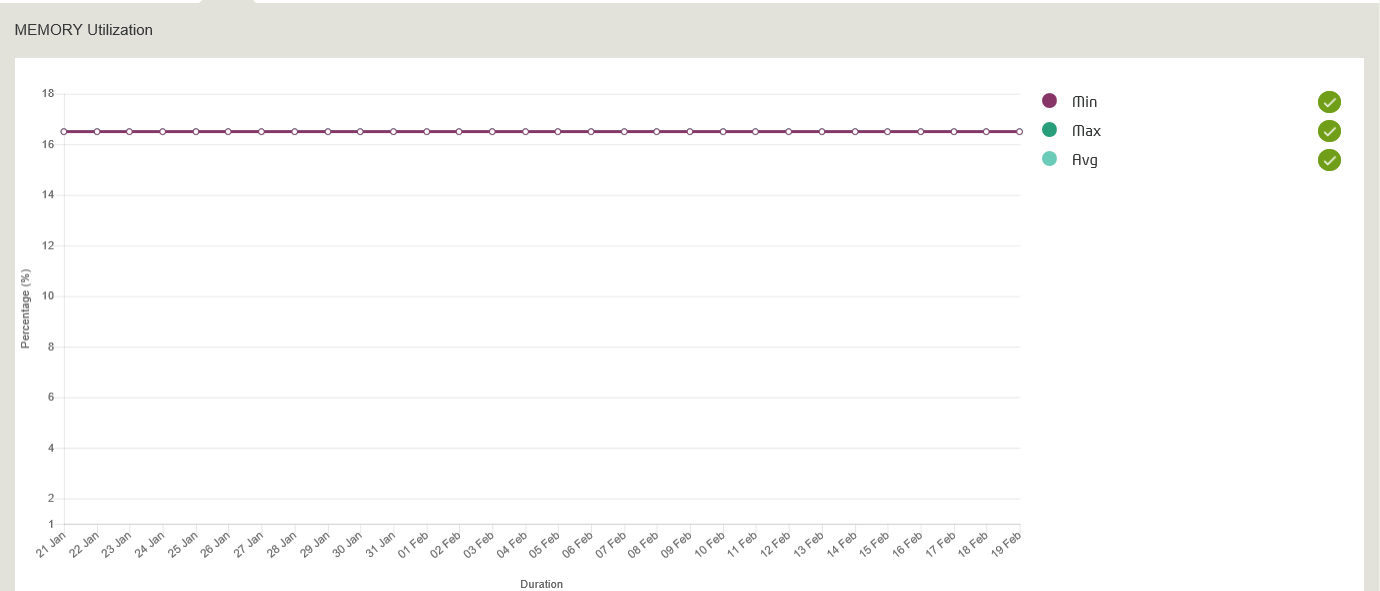 MEMORY Utilization
18
16
14
12
10
8
6
4
2
1
Percentage (%)
21 Jan
22 Jan
23 Jan
24 Jan
25 Jan
26 Jan
27 Jan
28 Jan
29 Jan
30 Jan
31 Jan
01 Feb
02 Feb
03 Feb
04 Feb
05 Feb
06 Feb
07 Feb
08 Feb
09 Feb
10 Feb
11 Feb
12 Feb
13 Feb
14 Feb
15 Feb
16 Feb
17 Feb
18 Feb
19 Feb
Duration
Min
Max
Avg